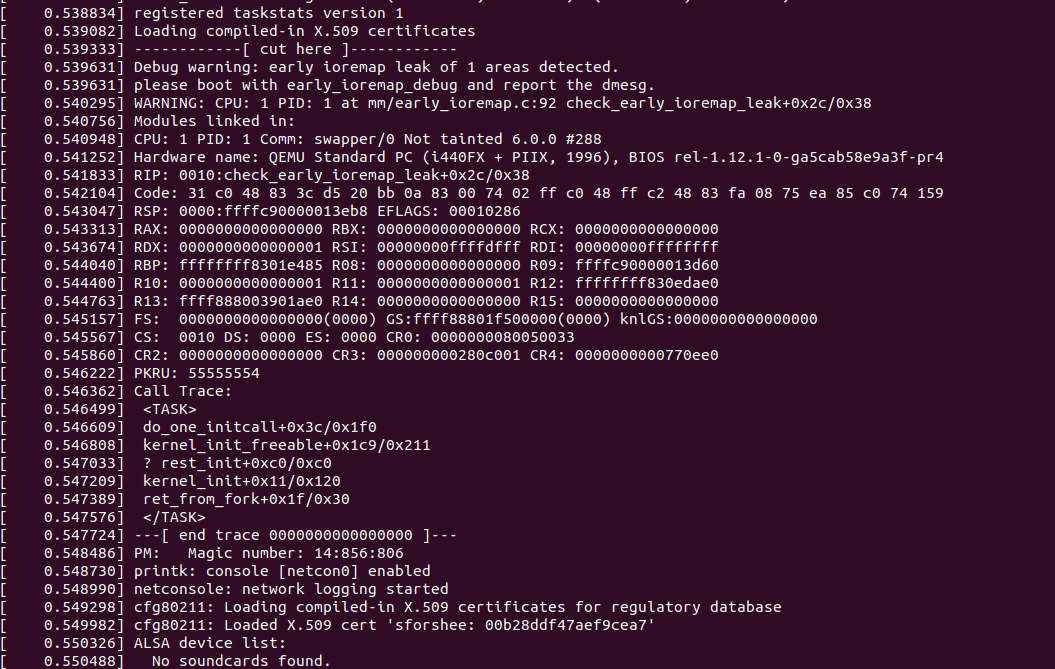 [    0.538834] registered taskstats version 1
[    0.539082] Loading compiled-in X.509 certificates
[    0.539333] ------------[ cut here ]------------
[    0.539631] Debug warning: early ioremap leak of 1 areas detected.
[    0.539631] please boot with early_ioremap_debug and report the dmesg.
[    0.540295] WARNING: CPU: 1 PID: 1 at mm/early_ioremap.c:92 check_early_ioremap_leak+0x2c/0x38
[    0.540756] Modules linked in:
[    0.540948] CPU: 1 PID: 1 Comm: swapper/0 Not tainted 6.0.0 #288
[    0.541252] Hardware name: QEMU Standard PC (i440FX + PIIX, 1996), BIOS rel-1.12.1-0-ga5cab58e9a3f-pr4
[    0.541833] RIP: 0010:check_early_ioremap_leak+0x2c/0x38
[    0.542104] Code: 31 c0 48 83 3c d5 20 bb 0a 83 00 74 02 ff c0 48 ff c2 48 83 fa 08 75 ea 85 c0 74 159
[    0.543047] RSP: 0000:ffffc90000013eb8 EFLAGS: 00010286
[    0.543313] RAX: 0000000000000000 RBX: 0000000000000000 RCX: 0000000000000000
[    0.543674] RDX: 0000000000000001 RSI: 00000000ffffdfff RDI: 00000000ffffffff
[    0.544040] RBP: ffffffff8301e485 R08: 0000000000000000 R09: ffffc90000013d60
[    0.544400] R10: 0000000000000001 R11: 0000000000000001 R12: ffffffff830edae0
[    0.544763] R13: ffff888003901ae0 R14: 0000000000000000 R15: 0000000000000000
[    0.545157] FS:  0000000000000000(0000) GS:ffff88801f500000(0000) knlGS:0000000000000000
[    0.545567] CS:  0010 DS: 0000 ES: 0000 CR0: 0000000080050033
[    0.545860] CR2: 0000000000000000 CR3: 000000000280c001 CR4: 0000000000770ee0
[    0.546222] PKRU: 55555554
[    0.546362] Call Trace:
[    0.546499]  <TASK>
[    0.546609]  do_one_initcall+0x3c/0x1f0
[    0.546808]  kernel_init_freeable+0x1c9/0x211
[    0.547033]  ? rest_init+0xc0/0xc0
[    0.547209]  kernel_init+0x11/0x120
[    0.547389]  ret_from_fork+0x1f/0x30
[    0.547576]  </TASK>
[    0.547724] ---[ end trace 0000000000000000 ]---
[    0.548486] PM:   Magic number: 14:856:806
[    0.548730] printk: console [netcon0] enabled
[    0.548990] netconsole: network logging started
[    0.549298] cfg80211: Loading compiled-in X.509 certificates for regulatory database
[    0.549982] cfg80211: Loaded X.509 cert 'sforshee: 00b28ddf47aef9cea7'
[    0.550326] ALSA device list:
[    0.550488]   No soundcards found.